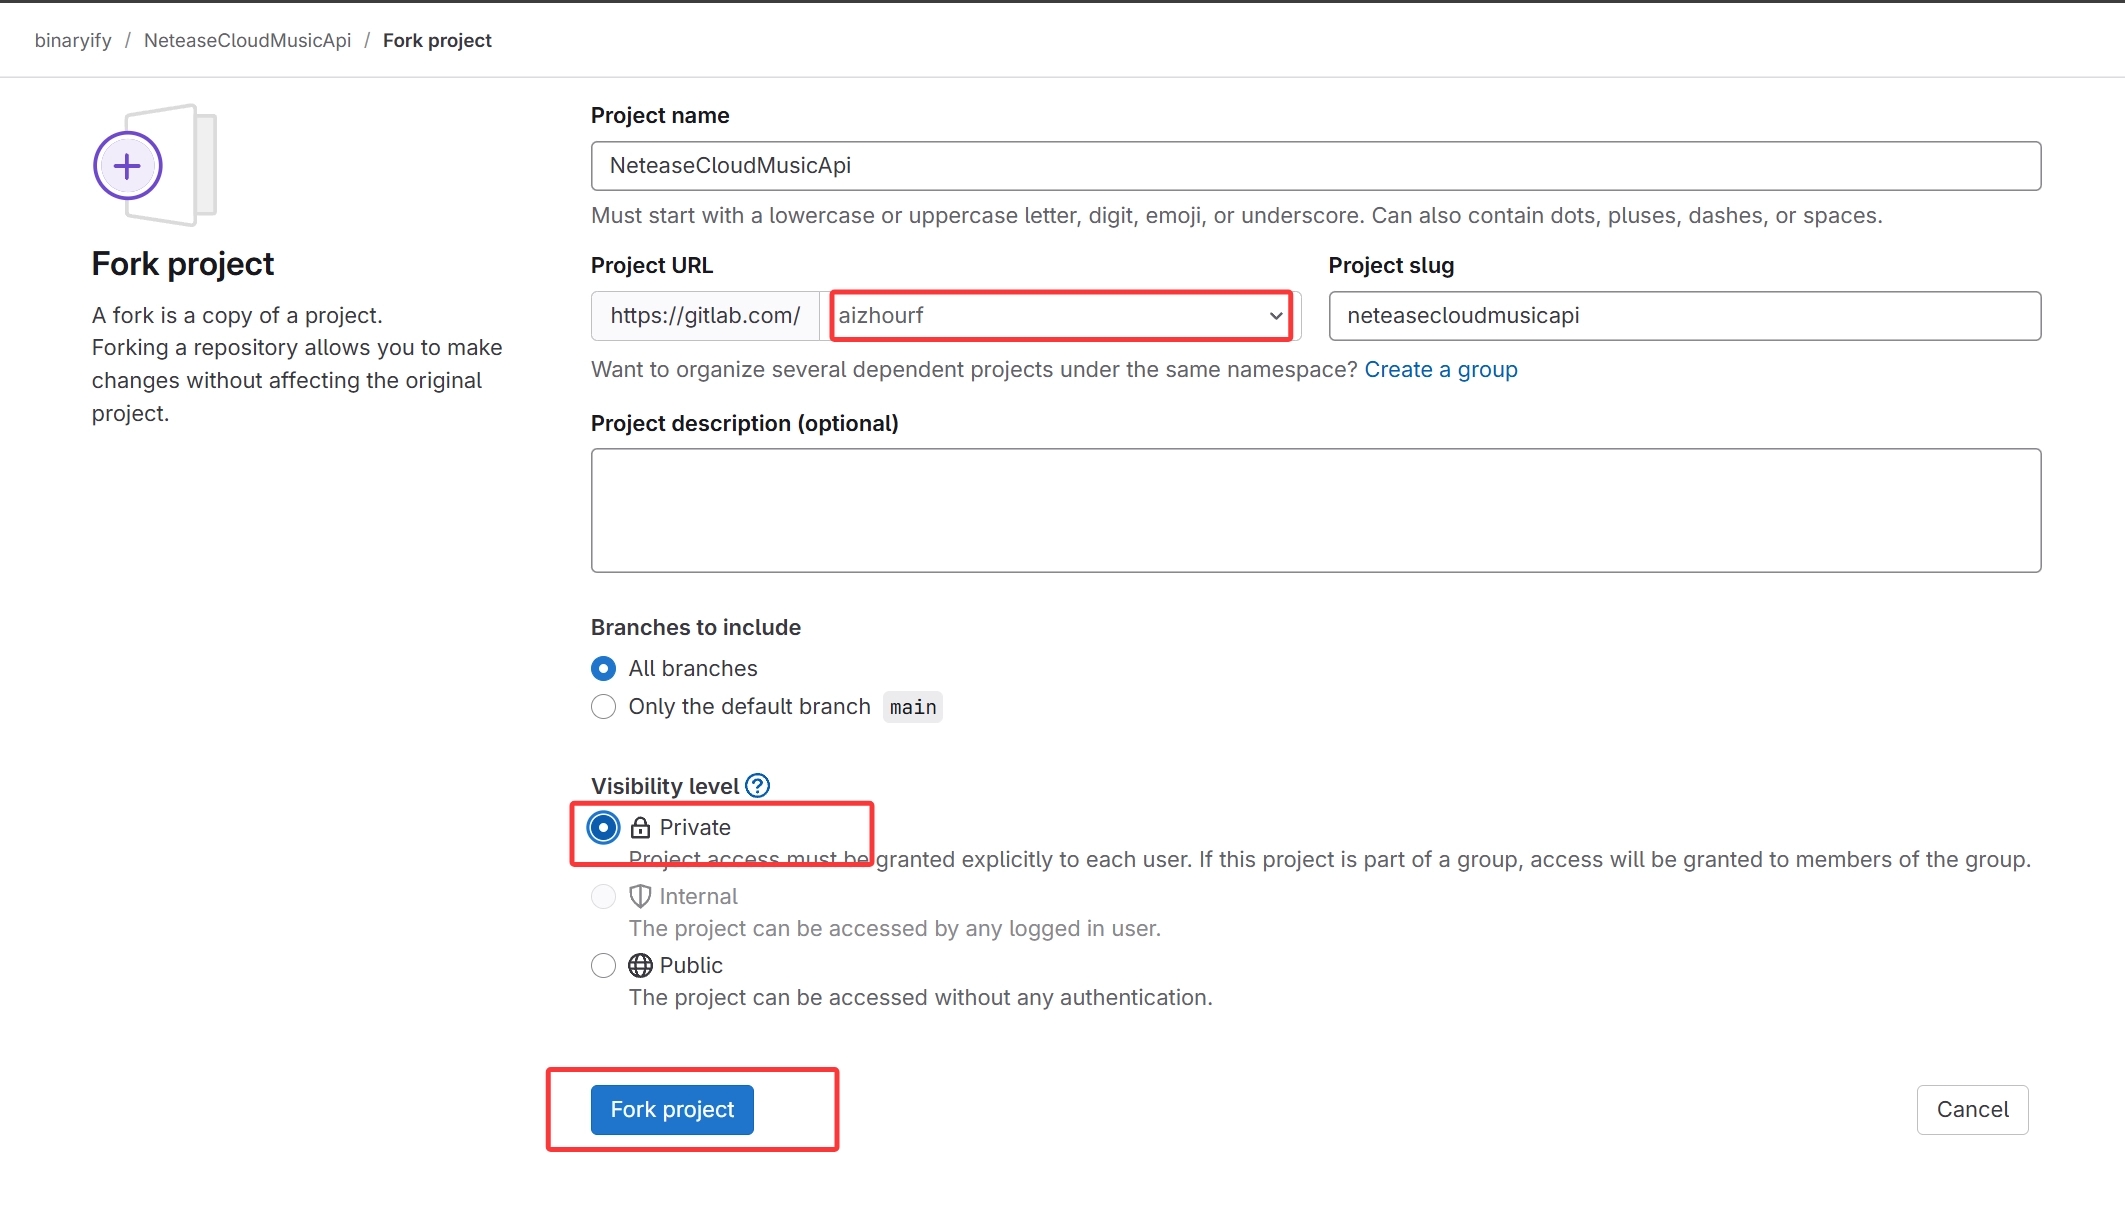 binaryify / NeteaseCloudMusicApi / Fork project
Fork project
A fork is a copy of a project.
Forking a repository allows you to make
changes without affecting the original
project.
Project name
NeteaseCloudMusicApi
Must start with a lowercase or uppercase letter, digit, emoji, or underscore. Can also contain dots, pluses, dashes, or spaces.
Project URL
https://gitlab.com/ aizhourf
Project slug
neteasecloudmusicapi
Want to organize several dependent projects under the same namespace? Create a group
Project description (optional)
Branches to include
All branches
Only the default branch main
Visibility level ?
Private
Project access must be granted explicitly to each user. If this project is part of a group, access will be granted to members of the group.
Internal
The project can be accessed by any logged in user.
Public
The project can be accessed without any authentication.
Fork project
Cancel